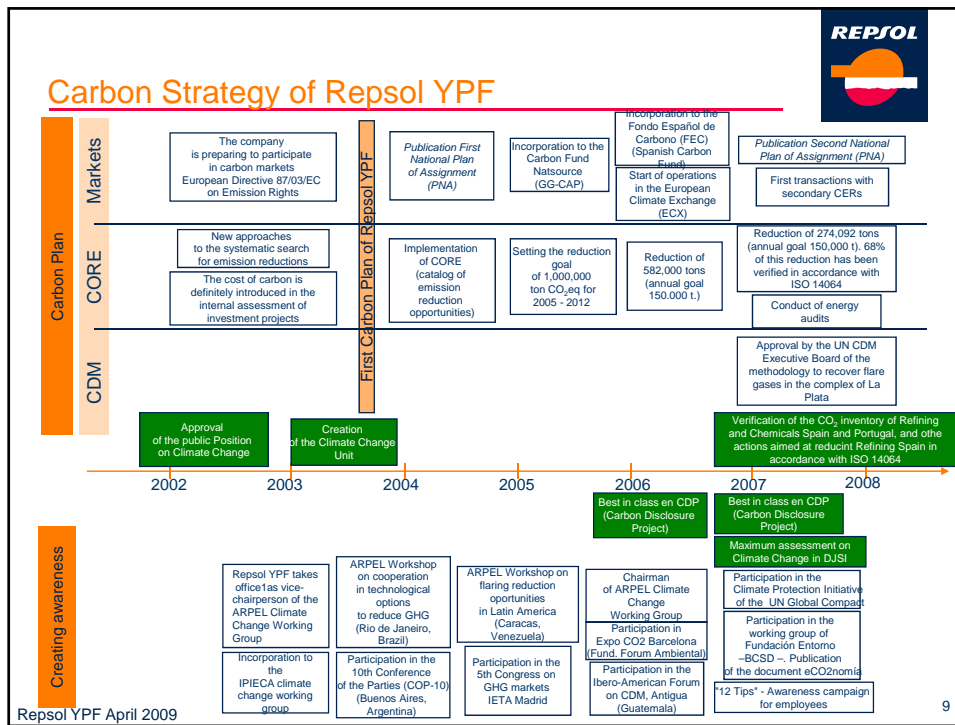 REPSOL
Carbon Strategy of Repsol YPF
Carbon Plan
Markets
The company
is preparing to participate
in carbon markets
European Directive 87/03/EC
on Emission Rights
First Carbon Plan of Repsol YPF
Publication First
National Plan
of Assignment
(PNA)
Incorporation to the
Carbon Fund
Natsource
(GG-CAP)
Incorporation to the
Fondo Español de
Carbono (FEC)
(Spanish Carbon
Fund)
Start of operations
in the European
Climate Exchange
(ECX)
Publication Second National
Plan of Assignment (PNA)
First transactions with
secondary CERs
CORE
New approaches
to the systematic search
for emission reductions
The cost of carbon is
definitely introduced in the
internal assessment of
investment projects
Implementation
of CORE
(catalog of
emission
reduction
opportunities)
Setting the reduction
goal
of 1,000,000
ton CO2eq for
2005 - 2012
Reduction of
582,000 tons
(annual goal
150.000 t.)
Reduction of 274,092 tons
(annual goal 150,000 t). 68%
of this reduction has been
verified in accordance with
ISO 14064
Conduct of energy
audits
CDM
Approval by the UN CDM
Executive Board of the
methodology to recover flare
gases in the complex of La
Plata
Approval
of the public Position
on Climate Change
Creation
of the Climate Change
Unit
Verification of the CO2 inventory of Refining
and Chemicals Spain and Portugal, and other
actions aimed at reducint Refining Spain in
accordance with ISO 14064
2002 2003 2004 2005 2006 2007 2008
Best in class en CDP
(Carbon Disclosure
Project)
Best in class en CDP
(Carbon Disclosure
Project)
Maximum assessment on
Climate Change in DJSI
Creating awareness
Repsol YPF takes
office1as vice-
chairperson of the
ARPEL Climate
Change Working
Group
Incorporation to
the
IPIECA climate
change working
group
ARPEL Workshop
on cooperation
in technological
options
to reduce GHG
(Rio de Janeiro,
Brazil)
Participation in the
10th Conference
of the Parties (COP-10)
(Buenos Aires,
Argentina)
ARPEL Workshop on
flaring reduction
oportunities
in Latin America
(Caracas,
Venezuela)
Participation in the
5th Congress on
GHG markets
IETA Madrid
Chairman
of ARPEL Climate
Change
Working Group
Participation in
Expo CO2 Barcelona
(Fund. Forum Ambiental)
Participation in the
Ibero-American Forum
on CDM, Antigua
(Guatemala)
Participation in the
Climate Protection Initiative
of the UN Global Compact
Participation in the
working group of
Fundación Entorno
–BCSD –. Publication
of the document eCO2nomía
"12 Tips" - Awareness campaign
for employees
Repsol YPF April 2009
9